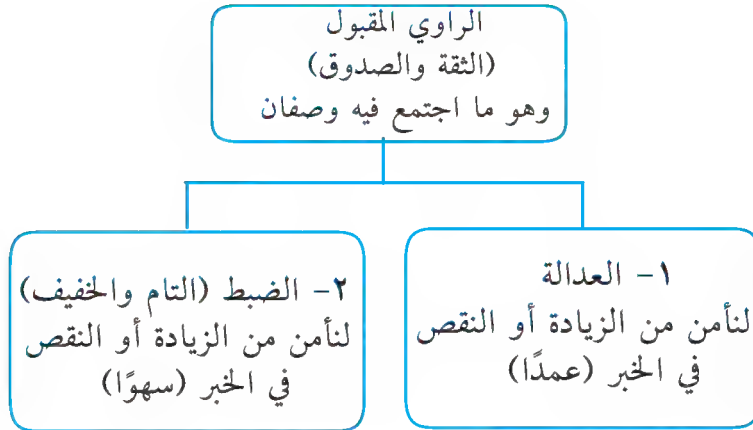 الراوي المقبول
(الثقة والصدوق)
وهو ما اجتمع فيه وصفان
١- العدالة
لنأمن من الزيادة أو النقص
في الخبر (عمدًا)
٢- الضبط (التام والخفيف)
لنأمن من الزيادة أو النقص
في الخبر (سهوًا)